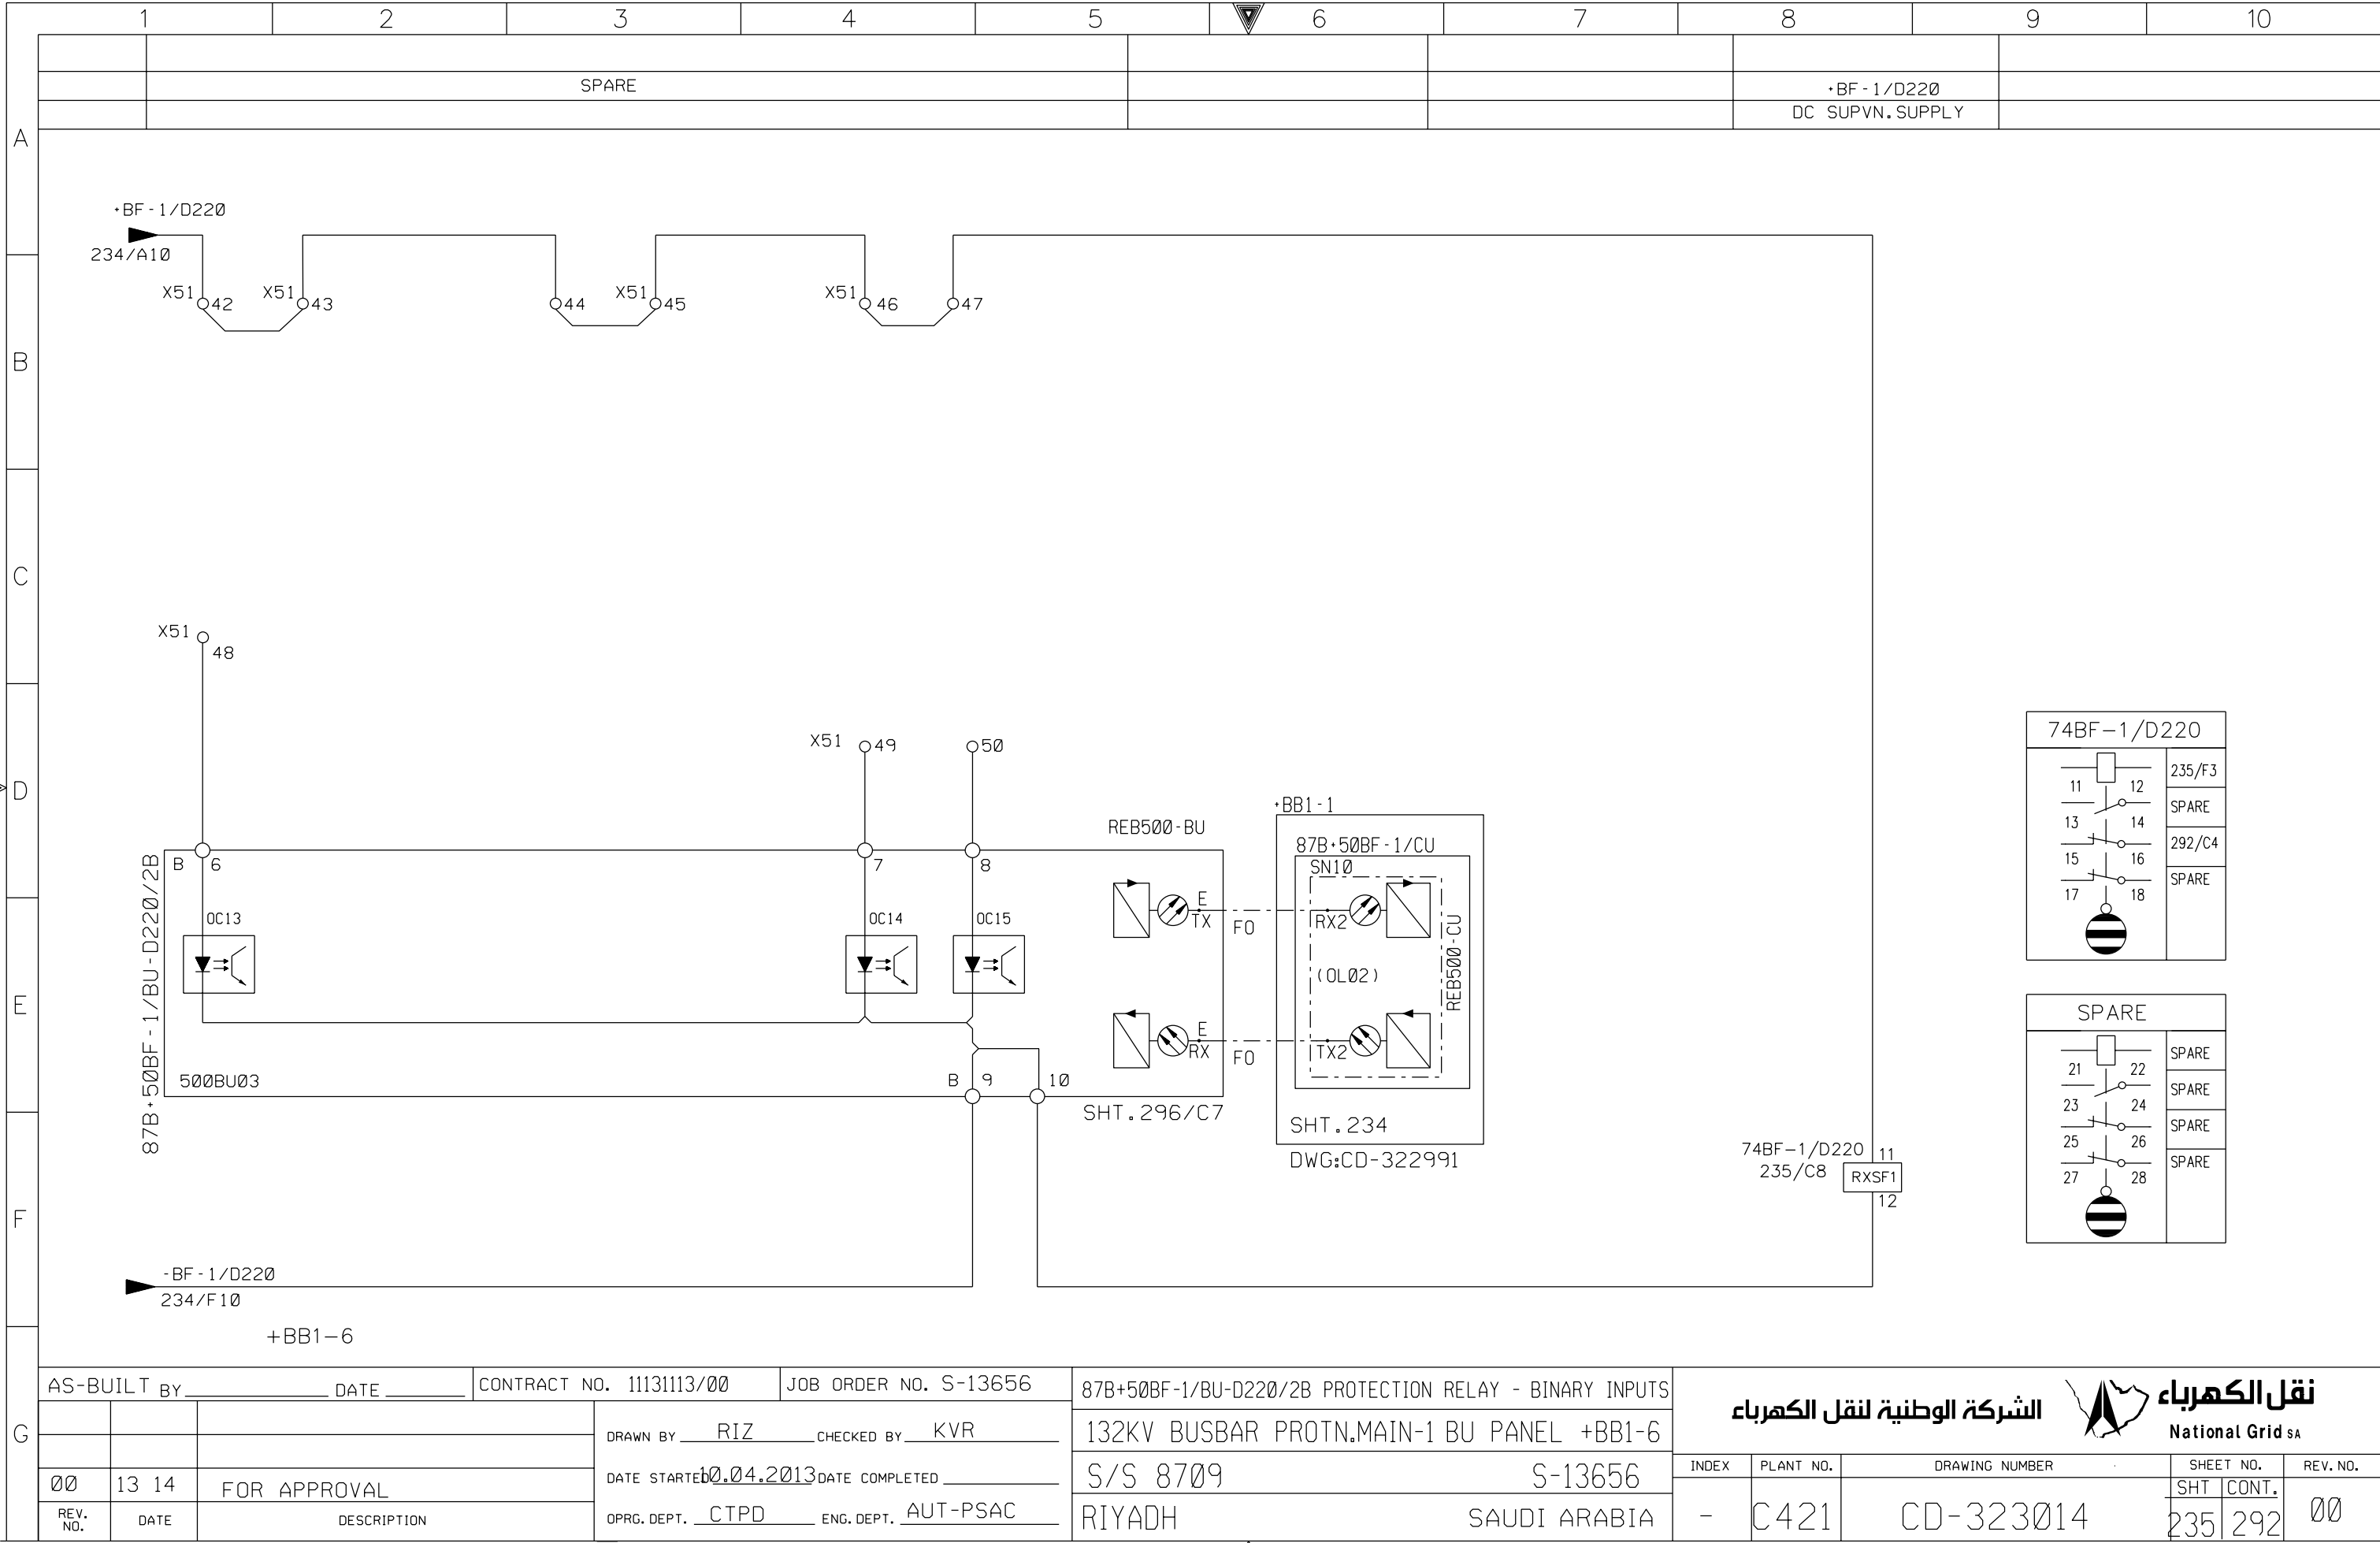 1 2 3 4 5 6 7 8 9 10
SPARE
+BF-1/D220
DC SUPVN.SUPPLY
A
B
C
D
E
F
G
+BF-1/D220
234/A10
X51 42
X51 43
44
X51 45
X51 46
47
X51
48
X51 49
50
87B+50BF-1/BU-D220/2B
B 6
7
8
OC13
OC14
OC15
500BU03
B 9
10
REB500-BU
E
TX
FO
E
RX
FO
SHT.296/C7
+BB1-1
87B+50BF-1/CU
SN10
RX2
(OL02)
TX2
REB500-CU
SHT.234
DWG:CD-322991
74BF-1/D220
235/C8
11
RXSF1
12
-BF-1/D220
234/F10
+BB1-6
74BF-1/D220
11 12 235/F3
13 14 SPARE
15 16 292/C4
17 18 SPARE
SPARE
21 22 SPARE
23 24 SPARE
25 26 SPARE
27 28 SPARE
AS-BUILT BY DATE
CONTRACT NO. 11131113/00
JOB ORDER NO. S-13656
00 13 14 FOR APPROVAL
REV. NO. DATE DESCRIPTION
DRAWN BY RIZ CHECKED BY KVR
DATE STARTED 10.04.2013 DATE COMPLETED
OPRG.DEPT. CTPD ENG.DEPT. AUT-PSAC
87B+50BF-1/BU-D220/2B PROTECTION RELAY - BINARY INPUTS
132KV BUSBAR PROTN.MAIN-1 BU PANEL +BB1-6
S/S 8709 S-13656
RIYADH SAUDI ARABIA
الشركة الوطنية لنقل الكهرباء
نقل الكهرباء
National Grid SA
INDEX PLANT NO. DRAWING NUMBER SHEET NO. REV.NO.
SHT CONT.
- C421 CD-323014 235 292 00